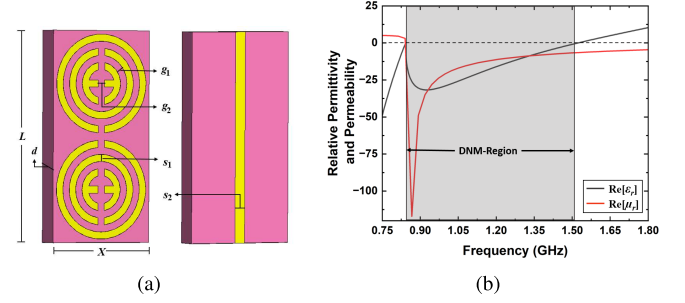 L
d
X
g₁
g₂
s₁
s₂
(a)
Relative Permittivity
and Permeability
25
0
−25
−50
−75
−100
DNM-Region
Re[εᵣ]
Re[μᵣ]
0.75 0.90 1.05 1.20 1.35 1.50 1.65 1.80
Frequency (GHz)
(b)